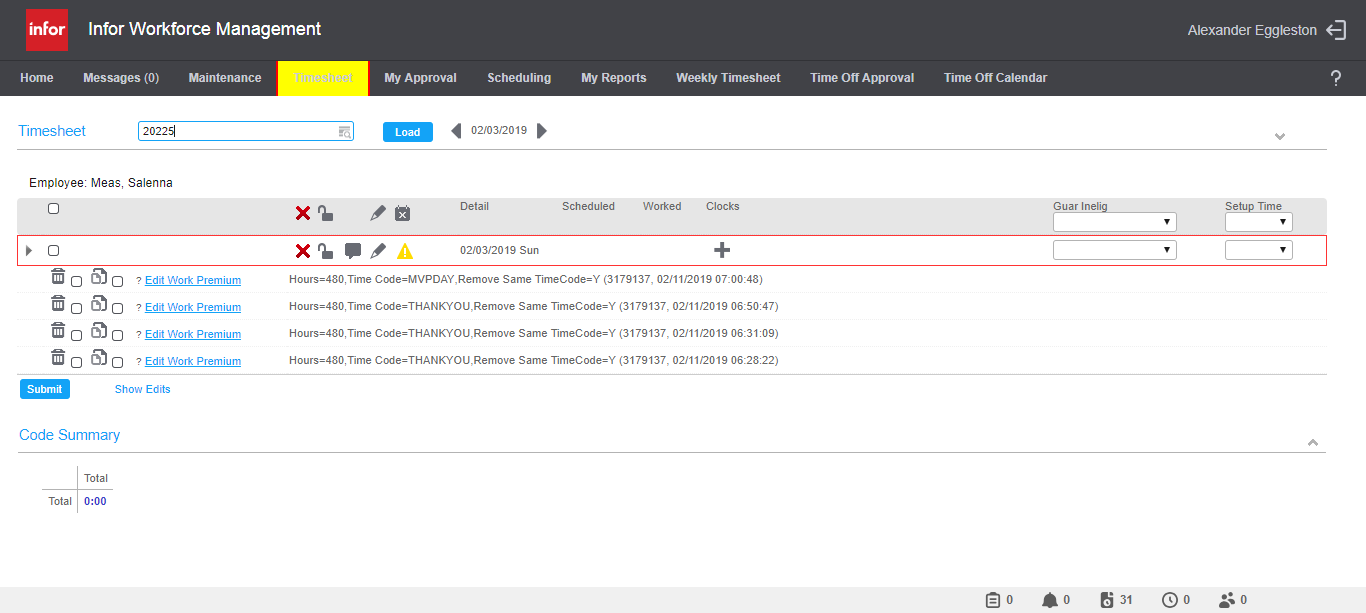 infor Infor Workforce Management Alexander Eggleston
Home Messages (0) Maintenance Timesheet My Approval Scheduling My Reports Weekly Timesheet Time Off Approval Time Off Calendar ?
Timesheet 20225 Load 02/03/2019
Employee: Meas, Salenna
Detail Scheduled Worked Clocks Guar Inelig Setup Time
02/03/2019 Sun
? Edit Work Premium Hours=480,Time Code=MVPDAY,Remove Same TimeCode=Y (3179137, 02/11/2019 07:00:48)
? Edit Work Premium Hours=480,Time Code=THANKYOU,Remove Same TimeCode=Y (3179137, 02/11/2019 06:50:47)
? Edit Work Premium Hours=480,Time Code=THANKYOU,Remove Same TimeCode=Y (3179137, 02/11/2019 06:31:09)
? Edit Work Premium Hours=480,Time Code=THANKYOU,Remove Same TimeCode=Y (3179137, 02/11/2019 06:28:22)
Submit Show Edits
Code Summary
Total
Total 0:00
0 0 31 0 0